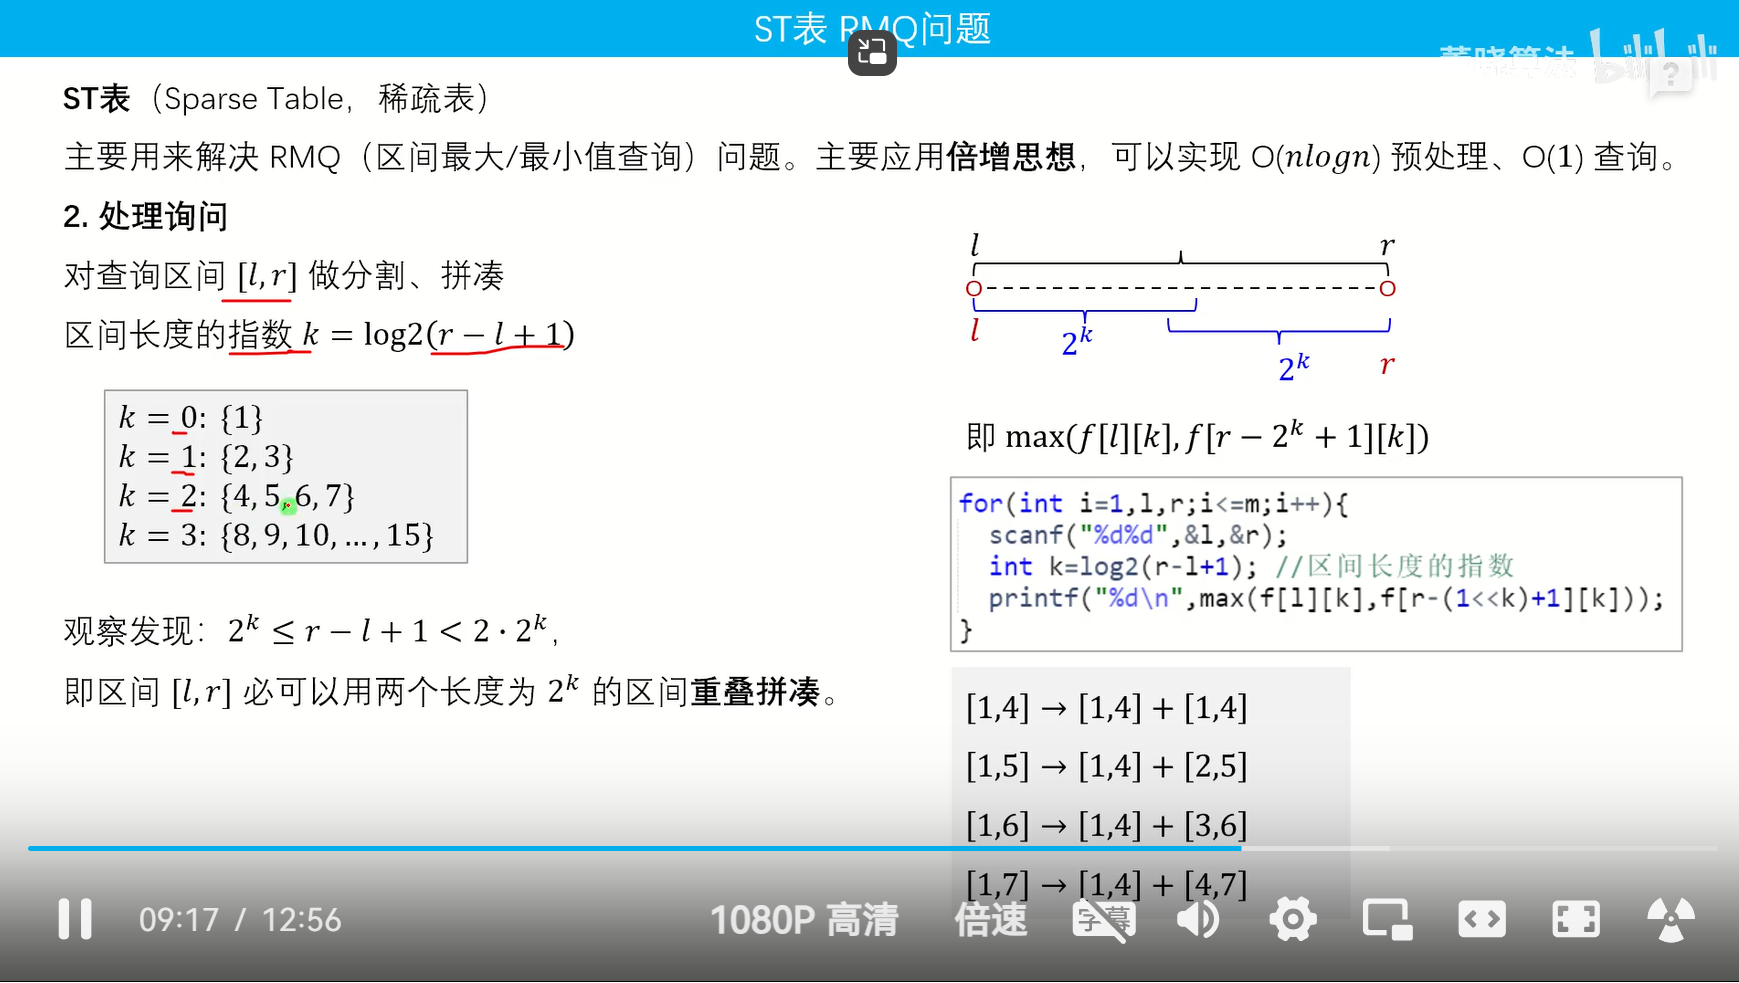 ST表 RMQ问题
董晓算法 bilibili
ST表（Sparse Table，稀疏表）
主要用来解决 RMQ（区间最大/最小值查询）问题。主要应用倍增思想，可以实现 O(nlogn) 预处理、O(1) 查询。
2. 处理询问
对查询区间 [l,r] 做分割、拼凑
区间长度的指数 k = log2(r − l + 1)
k = 0: {1}
k = 1: {2, 3}
k = 2: {4, 5, 6, 7}
k = 3: {8, 9, 10, …, 15}
观察发现：2^k ≤ r − l + 1 < 2 · 2^k，
即区间 [l,r] 必可以用两个长度为 2^k 的区间重叠拼凑。
l r
l 2^k
2^k r
即 max(f[l][k], f[r − 2^k + 1][k])
for(int i=1,l,r;i<=m;i++){
scanf("%d%d",&l,&r);
int k=log2(r-l+1); //区间长度的指数
printf("%d\n",max(f[l][k],f[r-(1<<k)+1][k]));
}
[1,4] → [1,4] + [1,4]
[1,5] → [1,4] + [2,5]
[1,6] → [1,4] + [3,6]
[1,7] → [1,4] + [4,7]
09:17 / 12:56
1080P 高清
倍速
字幕